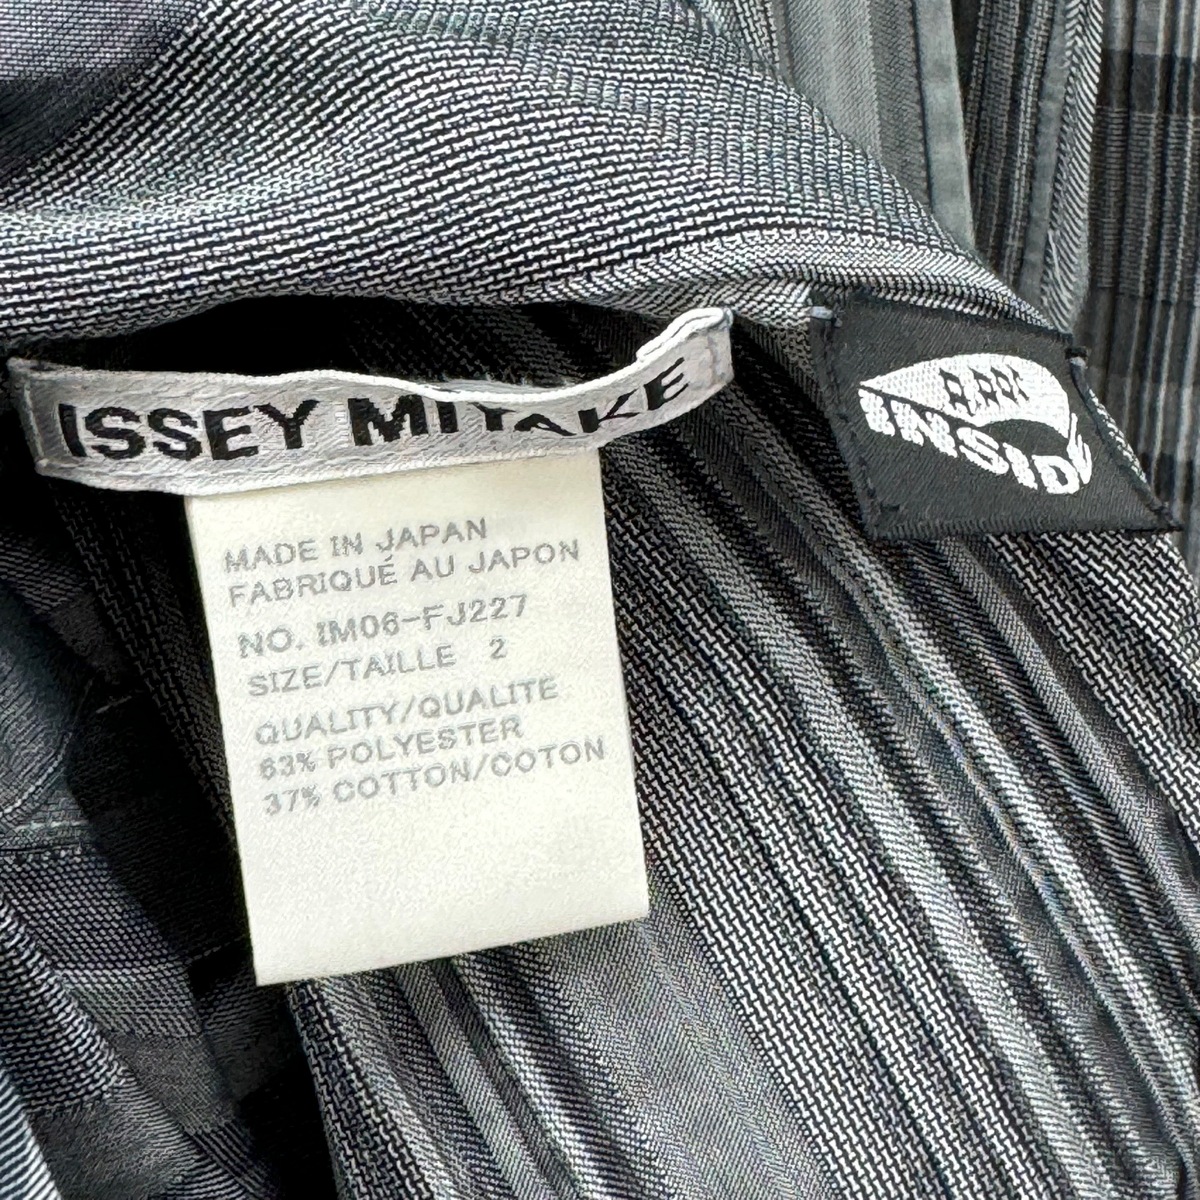 ISSEY MIYAKE
MADE IN JAPAN
FABRIQUÉ AU JAPON
NO. IM06-FJ227
SIZE/TAILLE 2
QUALITY/QUALITE
63% POLYESTER
37% COTTON/COTON
INSID